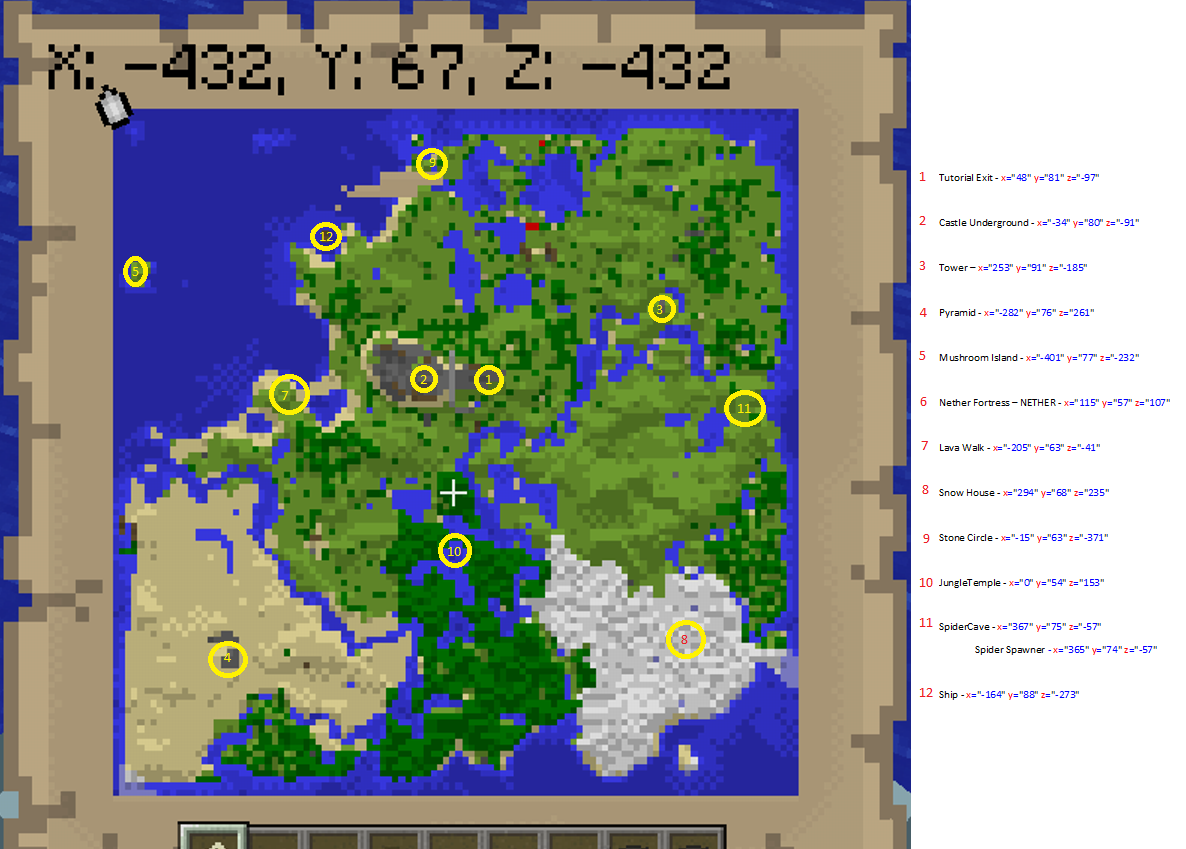 X: -432, Y: 67, Z: -432
9
12
5
3
2
1
7
11
10
8
4
1 Tutorial Exit - x="48" y="81" z="-97"
2 Castle Underground - x="-34" y="80" z="-91"
3 Tower – x="253" y="91" z="-185"
4 Pyramid - x="-282" y="76" z="261"
5 Mushroom Island - x="-401" y="77" z="-232"
6 Nether Fortress – NETHER - x="115" y="57" z="107"
7 Lava Walk - x="-205" y="63" z="-41"
8 Snow House - x="294" y="68" z="235"
9 Stone Circle - x="-15" y="63" z="-371"
10 JungleTemple - x="0" y="54" z="153"
11 SpiderCave - x="367" y="75" z="-57"
Spider Spawner - x="365" y="74" z="-57"
12 Ship - x="-164" y="88" z="-273"